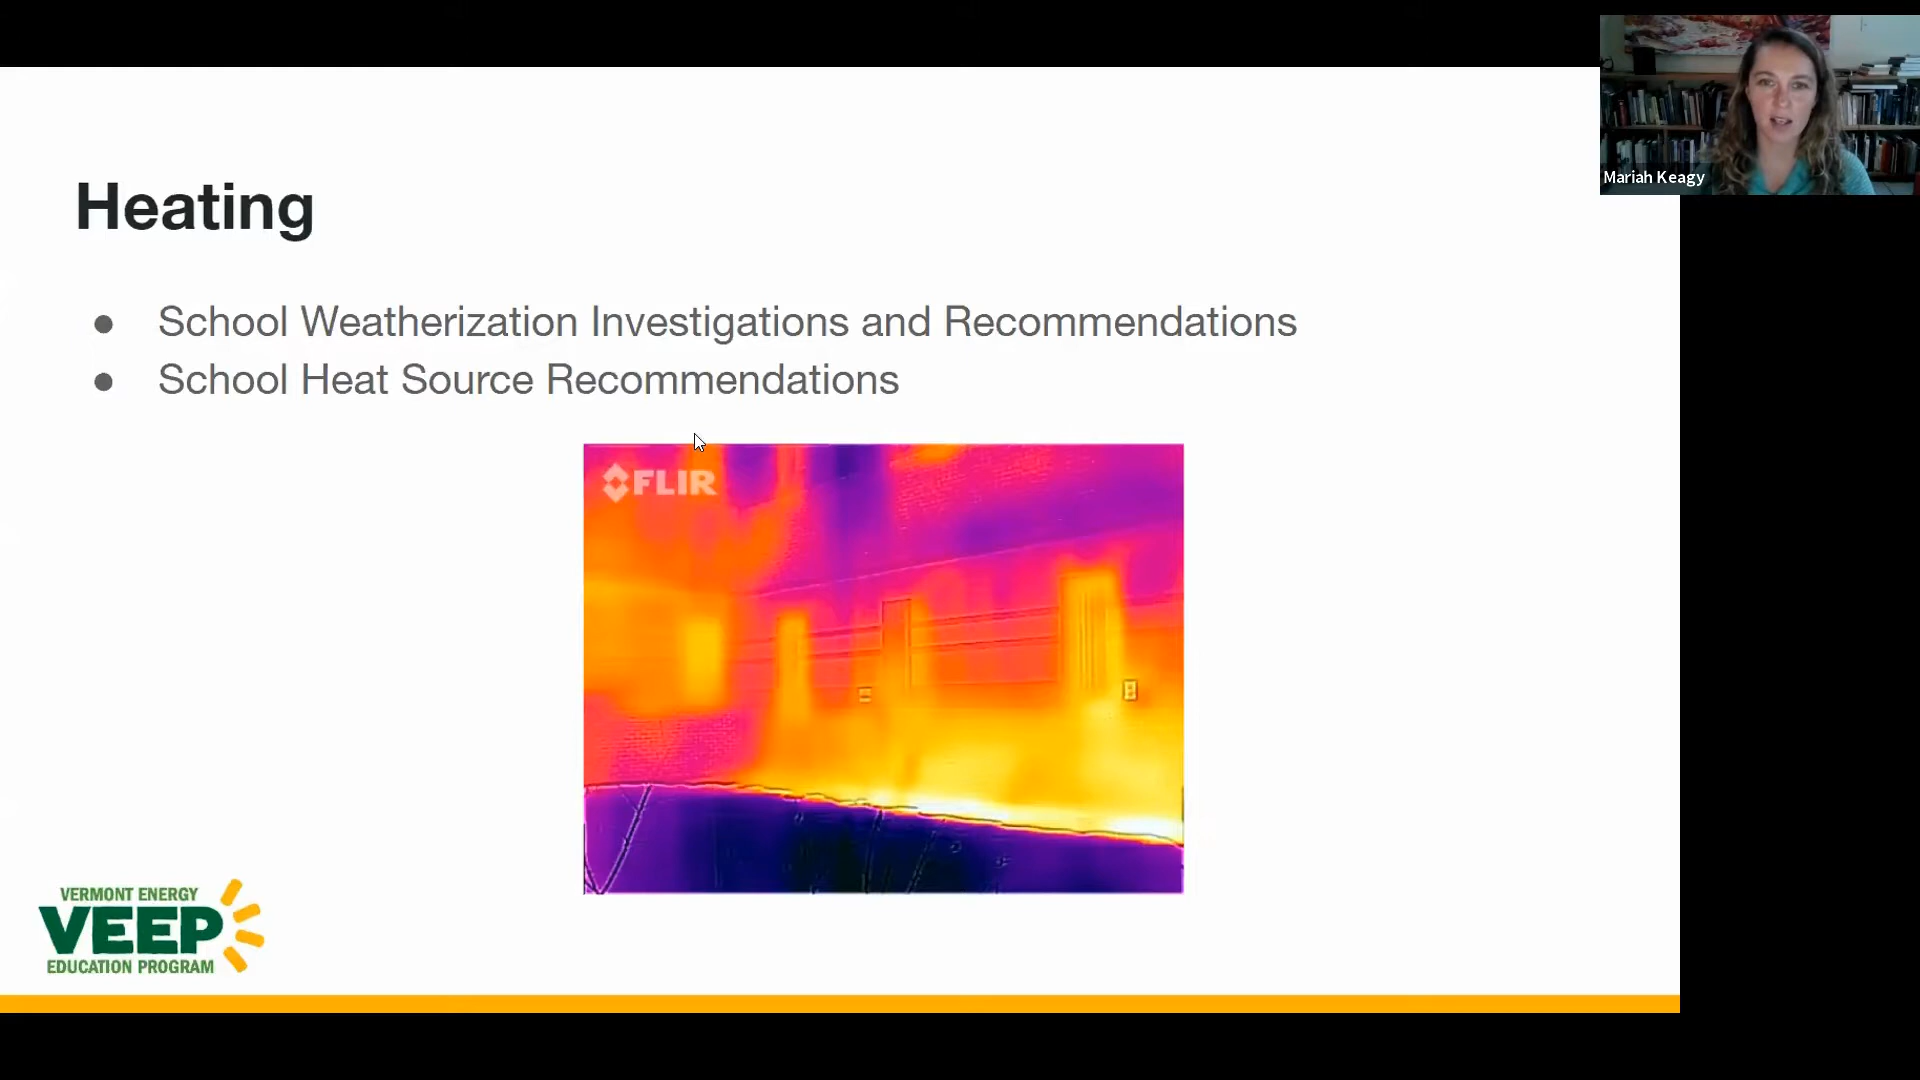 Mariah Keagy
Heating
● School Weatherization Investigations and Recommendations
● School Heat Source Recommendations
FLIR
VERMONT ENERGY
VEEP
EDUCATION PROGRAM